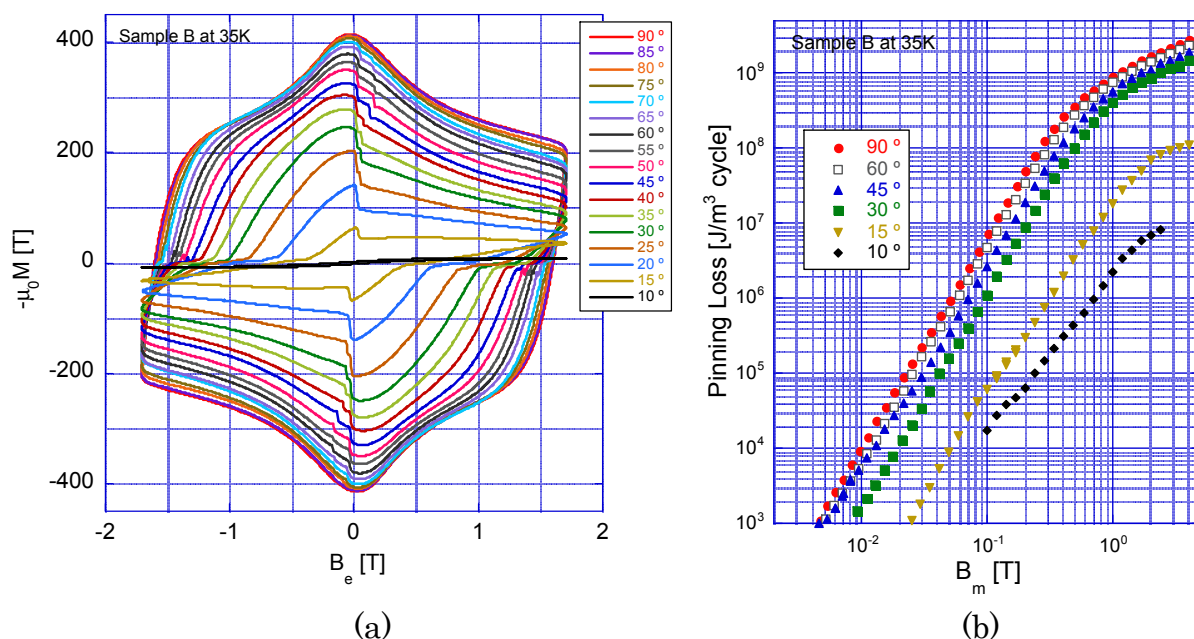 Sample B at 35K
-μ₀M [T]
400
200
0
-200
-400
-2
-1
0
1
2
B_e [T]
90 º
85 º
80 º
75 º
70 º
65 º
60 º
55 º
50 º
45 º
40 º
35 º
30 º
25 º
20 º
15 º
10 º
(a)
Sample B at 35K
Pinning Loss [J/m³ cycle]
10⁹
10⁸
10⁷
10⁶
10⁵
10⁴
10³
90 º
60 º
45 º
30 º
15 º
10 º
10⁻²
10⁻¹
10⁰
B_m [T]
(b)